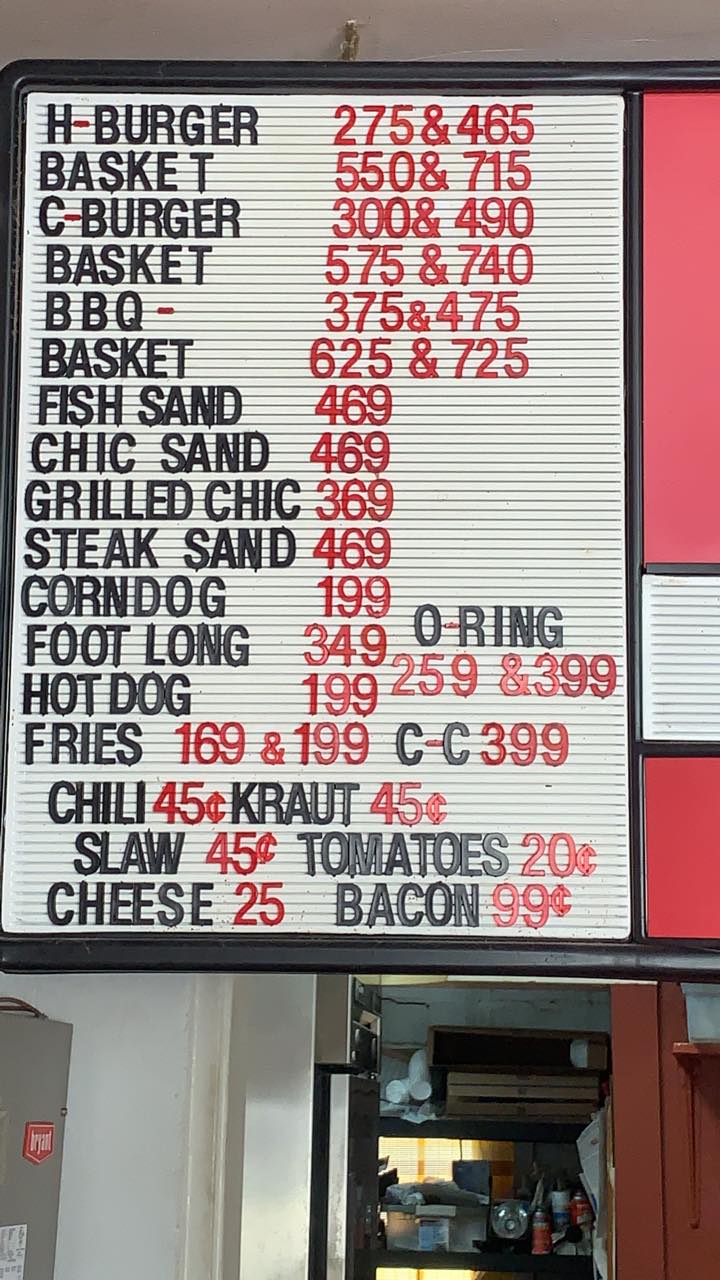 H-BURGER 275 & 465
BASKET 550 & 715
C-BURGER 300 & 490
BASKET 575 & 740
BBQ - 375 & 475
BASKET 625 & 725
FISH SAND 469
CHIC SAND 469
GRILLED CHIC 369
STEAK SAND 469
CORNDOG 199
O-RING
FOOT LONG 349
259 & 399
HOT DOG 199
FRIES 169 & 199 C-C 399
CHILI 45¢ KRAUT 45¢
SLAW 45¢ TOMATOES 20¢
CHEESE 25 BACON 99¢
bryant